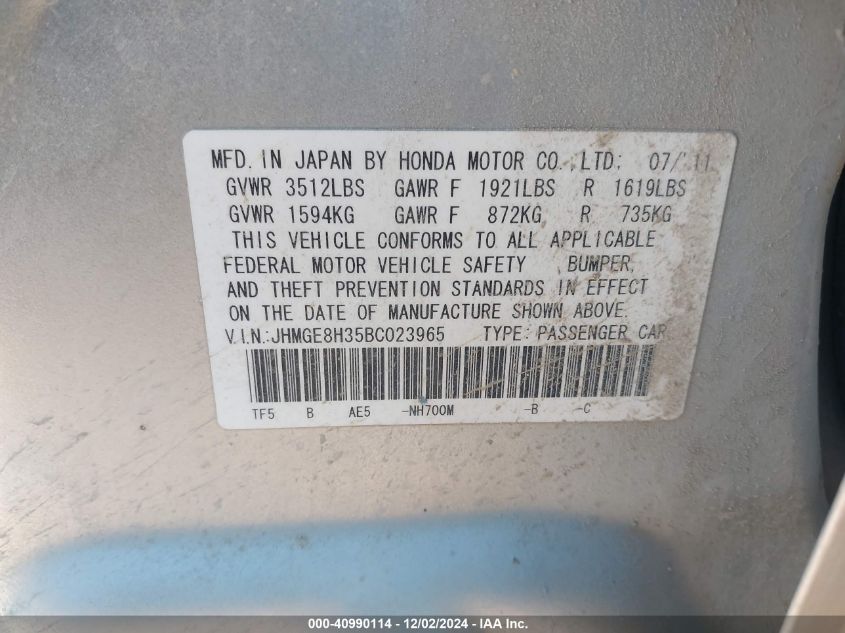 MFD. IN JAPAN BY HONDA MOTOR CO.,LTD: 07/'11
GVWR 3512LBS GAWR F 1921LBS R 1619LBS
GVWR 1594KG GAWR F 872KG R 735KG
THIS VEHICLE CONFORMS TO ALL APPLICABLE
FEDERAL MOTOR VEHICLE SAFETY, BUMPER,
AND THEFT PREVENTION STANDARDS IN EFFECT
ON THE DATE OF MANUFACTURE SHOWN ABOVE.
V.I.N.:JHMGE8H35BC023965 TYPE: PASSENGER CAR
TF5 B AE5 -NH700M -B -C
000-40990114 - 12/02/2024 - IAA Inc.